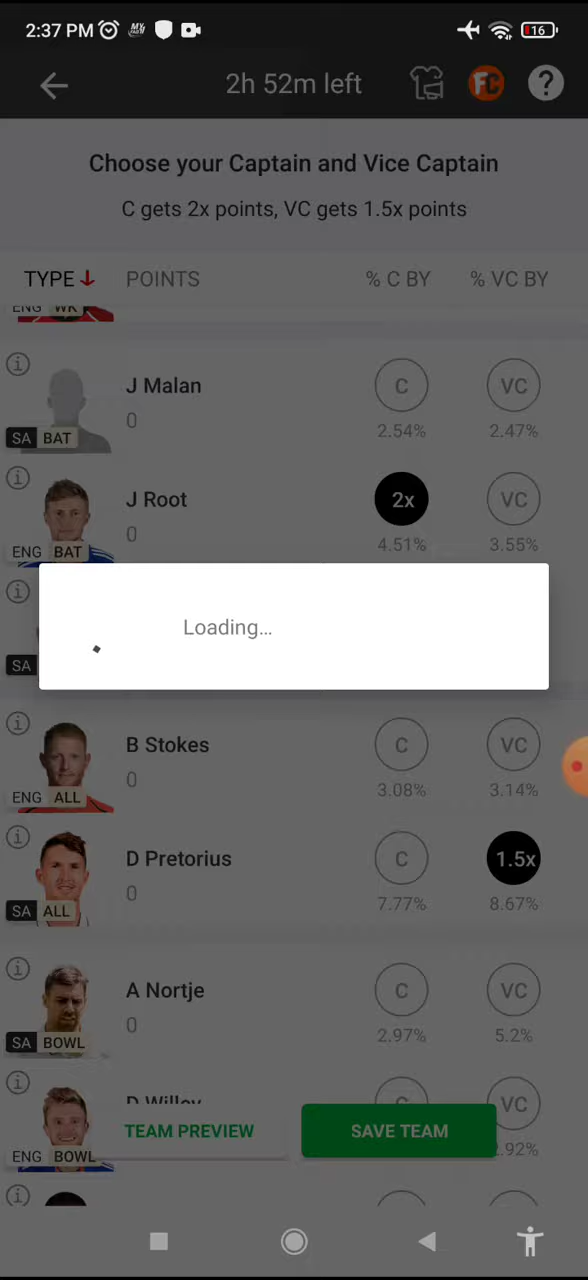 2:37 PM
16
2h 52m left
FC
?
Choose your Captain and Vice Captain
C gets 2x points, VC gets 1.5x points
TYPE POINTS % C BY % VC BY
ENG WK
J Malan
0
SA BAT
C
2.54%
VC
2.47%
J Root
0
ENG BAT
2x
4.51%
VC
3.55%
Loading...
SA
B Stokes
0
ENG ALL
C
3.08%
VC
3.14%
D Pretorius
0
SA ALL
C
7.77%
1.5x
8.67%
A Nortje
0
SA BOWL
C
2.97%
VC
5.2%
D Willey
ENG BOWL
C
VC
.92%
TEAM PREVIEW
SAVE TEAM